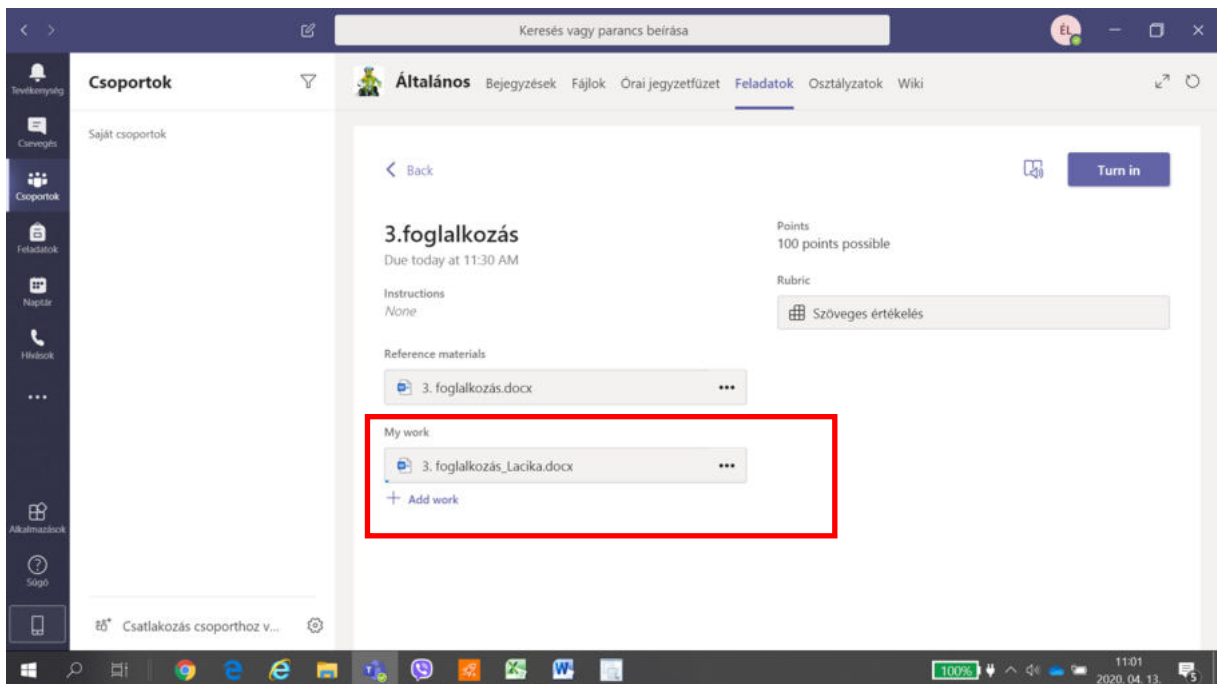 Keresés vagy parancs beírása
ÉL
Tevékenység
Csevegés
Csoportok
Feladatok
Naptár
Hívások
Alkalmazások
Súgó
Csoportok
Saját csoportok
Csatlakozás csoporthoz v...
Általános Bejegyzések Fájlok Órai jegyzetfüzet Feladatok Osztályzatok Wiki
Back
Turn in
3.foglalkozás
Due today at 11:30 AM
Instructions
None
Reference materials
3. foglalkozás.docx
My work
3. foglalkozás_Lacika.docx
Add work
Points
100 points possible
Rubric
Szöveges értékelés
100%
11:01
2020. 04. 13.
5